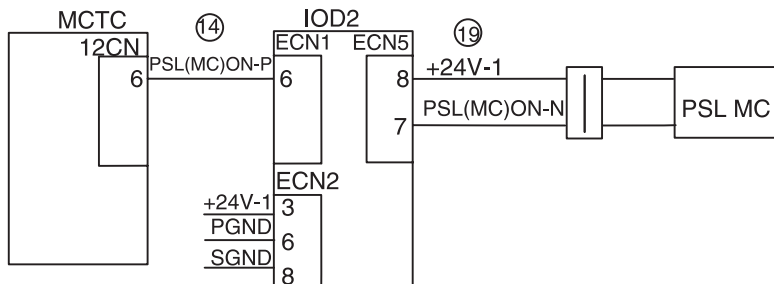 MCTC 14 IOD2 19
12CN ECN1 ECN5
6 PSL(MC)ON-P 6 8 +24V-1
7 PSL(MC)ON-N PSL MC
ECN2
+24V-1 3
PGND 6
SGND 8